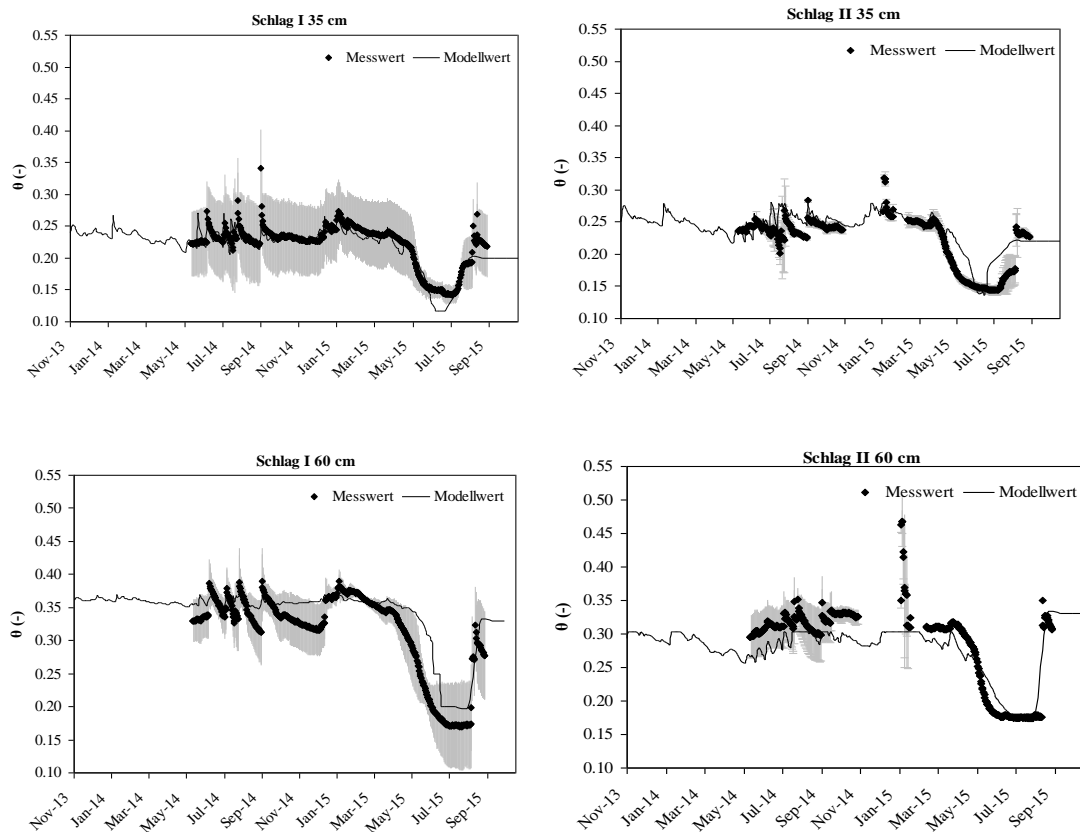 Schlag I 35 cm
Messwert Modellwert
θ (-)
0.55
0.50
0.45
0.40
0.35
0.30
0.25
0.20
0.15
0.10
Nov-13 Jan-14 Mar-14 May-14 Jul-14 Sep-14 Nov-14 Jan-15 Mar-15 May-15 Jul-15 Sep-15
Schlag II 35 cm
Messwert Modellwert
θ (-)
0.55
0.50
0.45
0.40
0.35
0.30
0.25
0.20
0.15
0.10
Nov-13 Jan-14 Mar-14 May-14 Jul-14 Sep-14 Nov-14 Jan-15 Mar-15 May-15 Jul-15 Sep-15
Schlag I 60 cm
Messwert Modellwert
θ (-)
0.55
0.50
0.45
0.40
0.35
0.30
0.25
0.20
0.15
0.10
Nov-13 Jan-14 Mar-14 May-14 Jul-14 Sep-14 Nov-14 Jan-15 Mar-15 May-15 Jul-15 Sep-15
Schlag II 60 cm
Messwert Modellwert
θ (-)
0.55
0.50
0.45
0.40
0.35
0.30
0.25
0.20
0.15
0.10
Nov-13 Jan-14 Mar-14 May-14 Jul-14 Sep-14 Nov-14 Jan-15 Mar-15 May-15 Jul-15 Sep-15